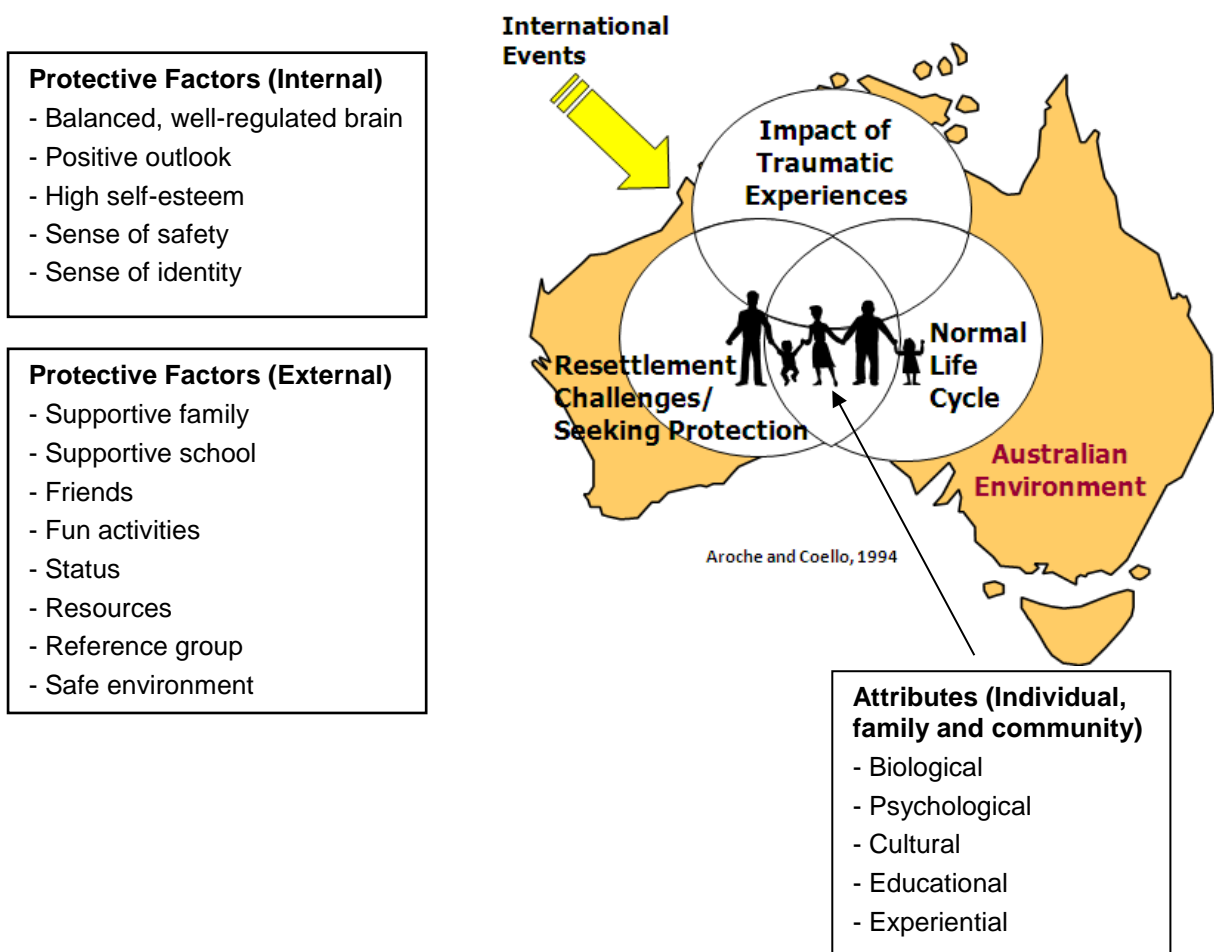 International
Events
Protective Factors (Internal)
- Balanced, well-regulated brain
- Positive outlook
- High self-esteem
- Sense of safety
- Sense of identity
Protective Factors (External)
- Supportive family
- Supportive school
- Friends
- Fun activities
- Status
- Resources
- Reference group
- Safe environment
Impact of
Traumatic
Experiences
Resettlement
Challenges/
Seeking Protection
Normal
Life
Cycle
Australian
Environment
Aroche and Coello, 1994
Attributes (Individual,
family and community)
- Biological
- Psychological
- Cultural
- Educational
- Experiential